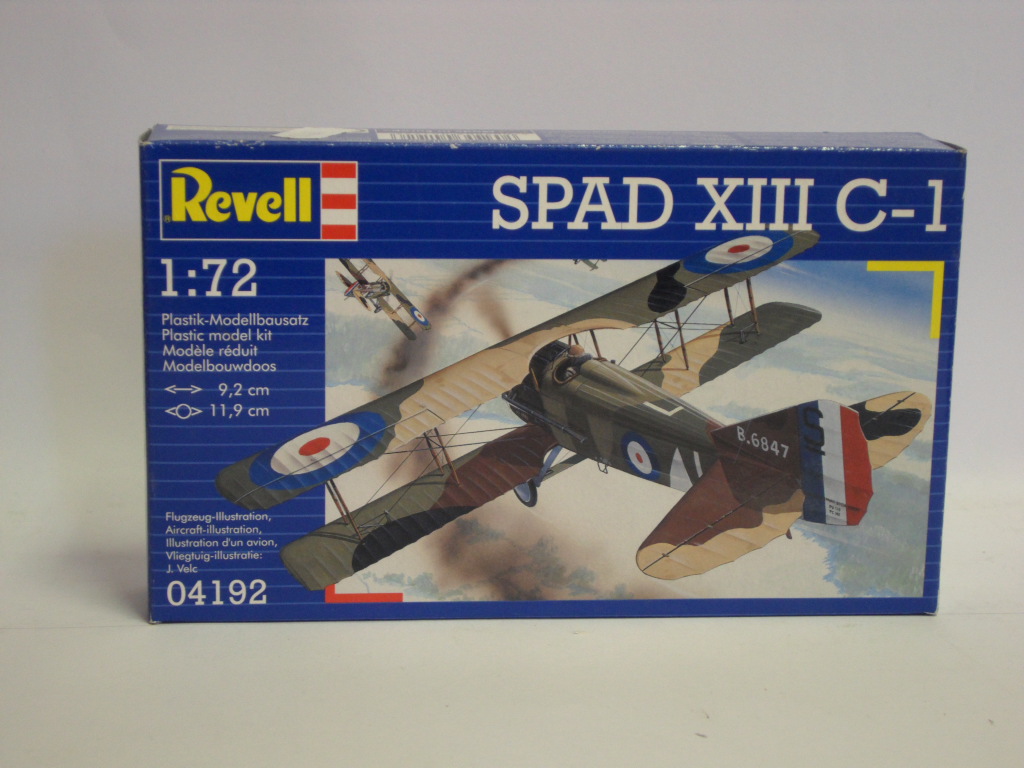 ® Revell
SPAD XIII C-1
1:72
Plastik-Modellbausatz
Plastic model kit
Modèle réduit
Modelbouwdoos
9,2 cm
11,9 cm
B.6847
Flugzeug-Illustration,
Aircraft-illustration,
Illustration d'un avion,
Vliegtuig-illustratie:
J. Velc
04192